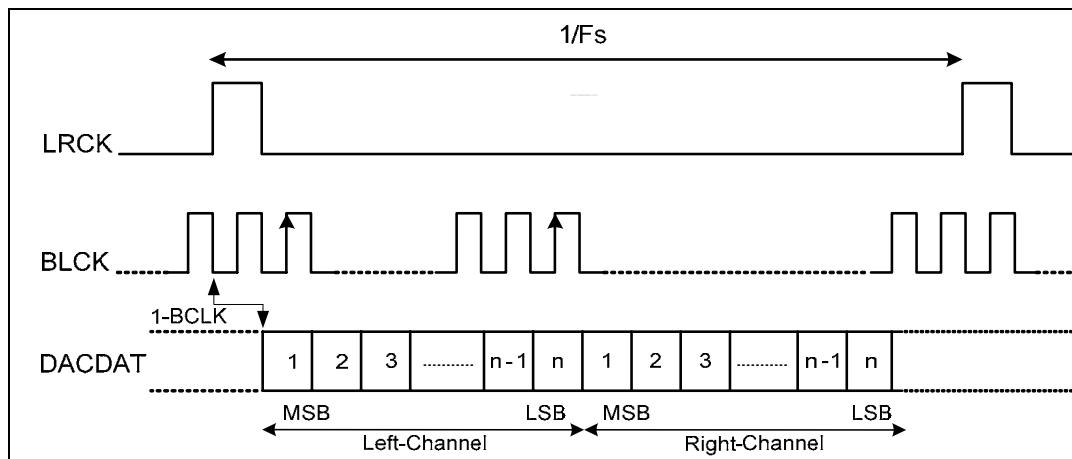 1/Fs
LRCK
BLCK
1-BCLK
DACDAT
1 2 3 ........... n-1 n 1 2 3 ........... n-1 n
MSB LSB MSB LSB
Left-Channel Right-Channel